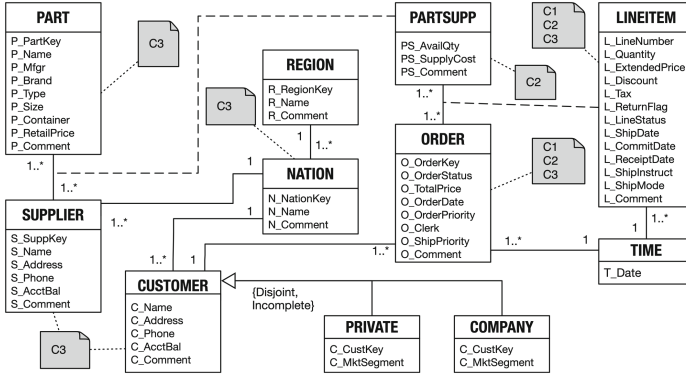 PART
P_PartKey
P_Name
P_Mfgr
P_Brand
P_Type
P_Size
P_Container
P_RetailPrice
P_Comment
C3
PARTSUPP
PS_AvailQty
PS_SupplyCost
PS_Comment
C2
C1
C2
C3
LINEITEM
L_LineNumber
L_Quantity
L_ExtendedPrice
L_Discount
L_Tax
L_ReturnFlag
L_LineStatus
L_ShipDate
L_CommitDate
L_ReceiptDate
L_ShipInstruct
L_ShipMode
L_Comment
REGION
R_RegionKey
R_Name
R_Comment
C3
1
1..*
1..*
1..*
ORDER
O_OrderKey
O_OrderStatus
O_TotalPrice
O_OrderDate
O_OrderPriority
O_Clerk
O_ShipPriority
O_Comment
C1
C2
C3
1..*
1..*
1
NATION
N_NationKey
N_Name
N_Comment
1
SUPPLIER
S_SuppKey
S_Name
S_Address
S_Phone
S_AcctBal
S_Comment
1..*
1..*
1
1..*
1..*
1
1..*
1
TIME
T_Date
CUSTOMER
C_Name
C_Address
C_Phone
C_AcctBal
C_Comment
C3
{Disjoint,
Incomplete}
PRIVATE
C_CustKey
C_MktSegment
COMPANY
C_CustKey
C_MktSegment